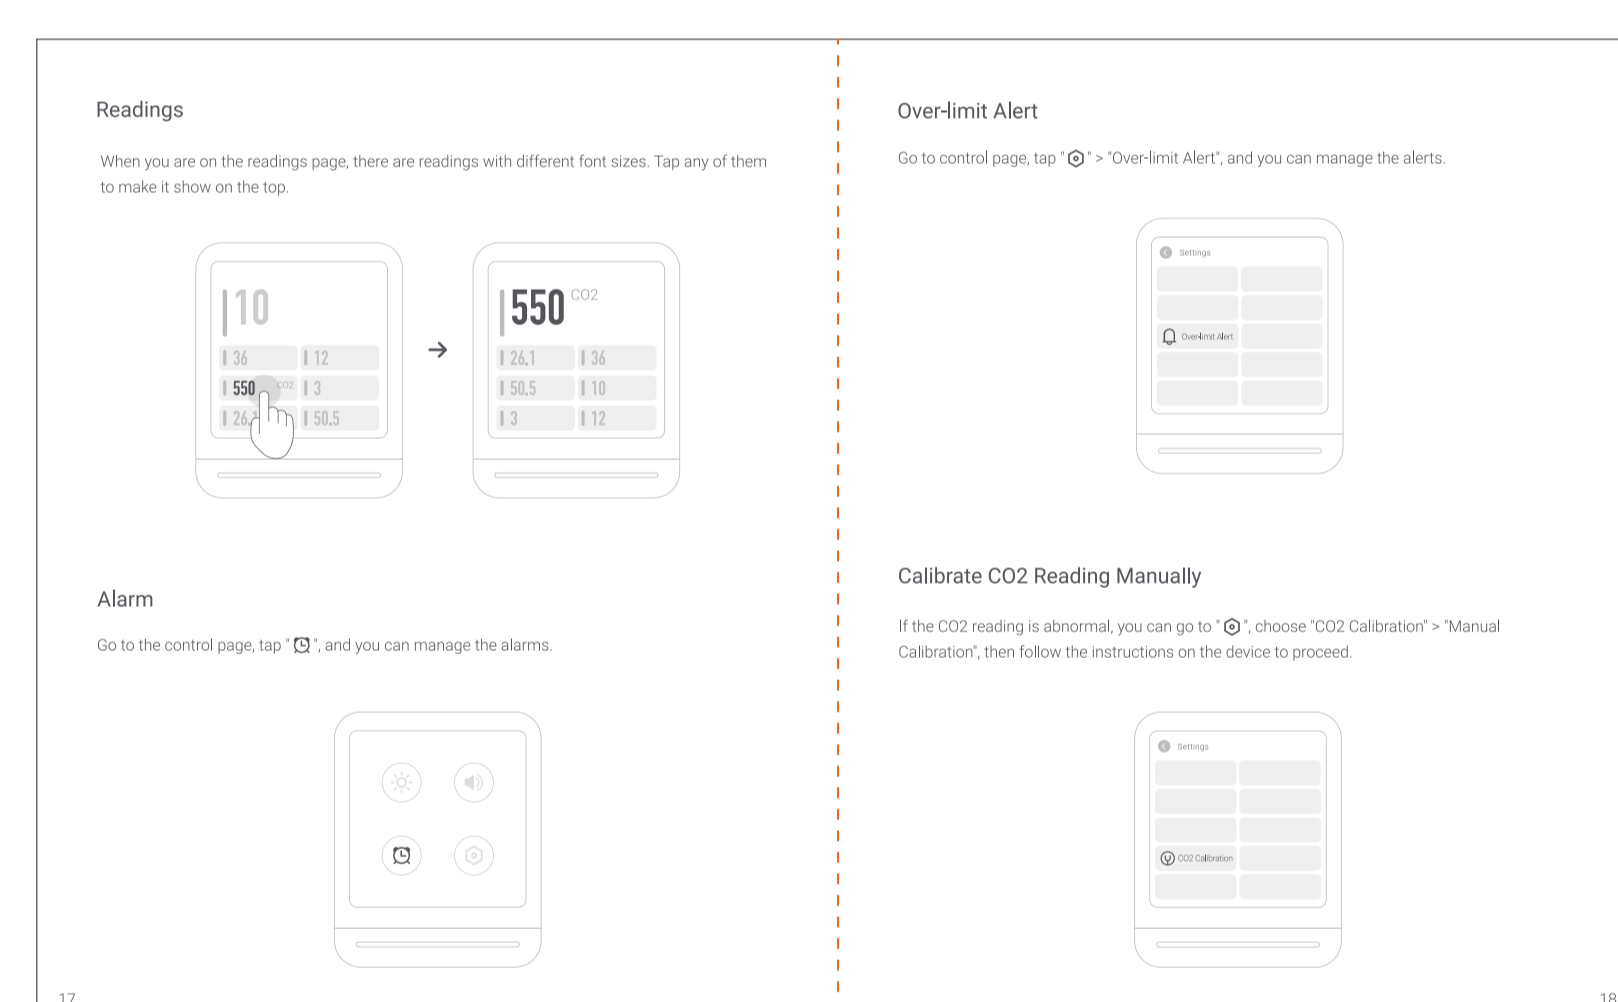 Readings
When you are on the readings page, there are readings with different font sizes. Tap any of them
to make it show on the top.
10
36
12
550 CO2
3
26.1
50.5
550 CO2
26.1
36
50.5
10
3
12
Alarm
Go to the control page, tap " ", and you can manage the alarms.
17
Over-limit Alert
Go to control page, tap " " > "Over-limit Alert", and you can manage the alerts.
Settings
Over-limit Alert
Calibrate CO2 Reading Manually
If the CO2 reading is abnormal, you can go to " ", choose "CO2 Calibration" > "Manual
Calibration", then follow the instructions on the device to proceed.
Settings
CO2 Calibration
18